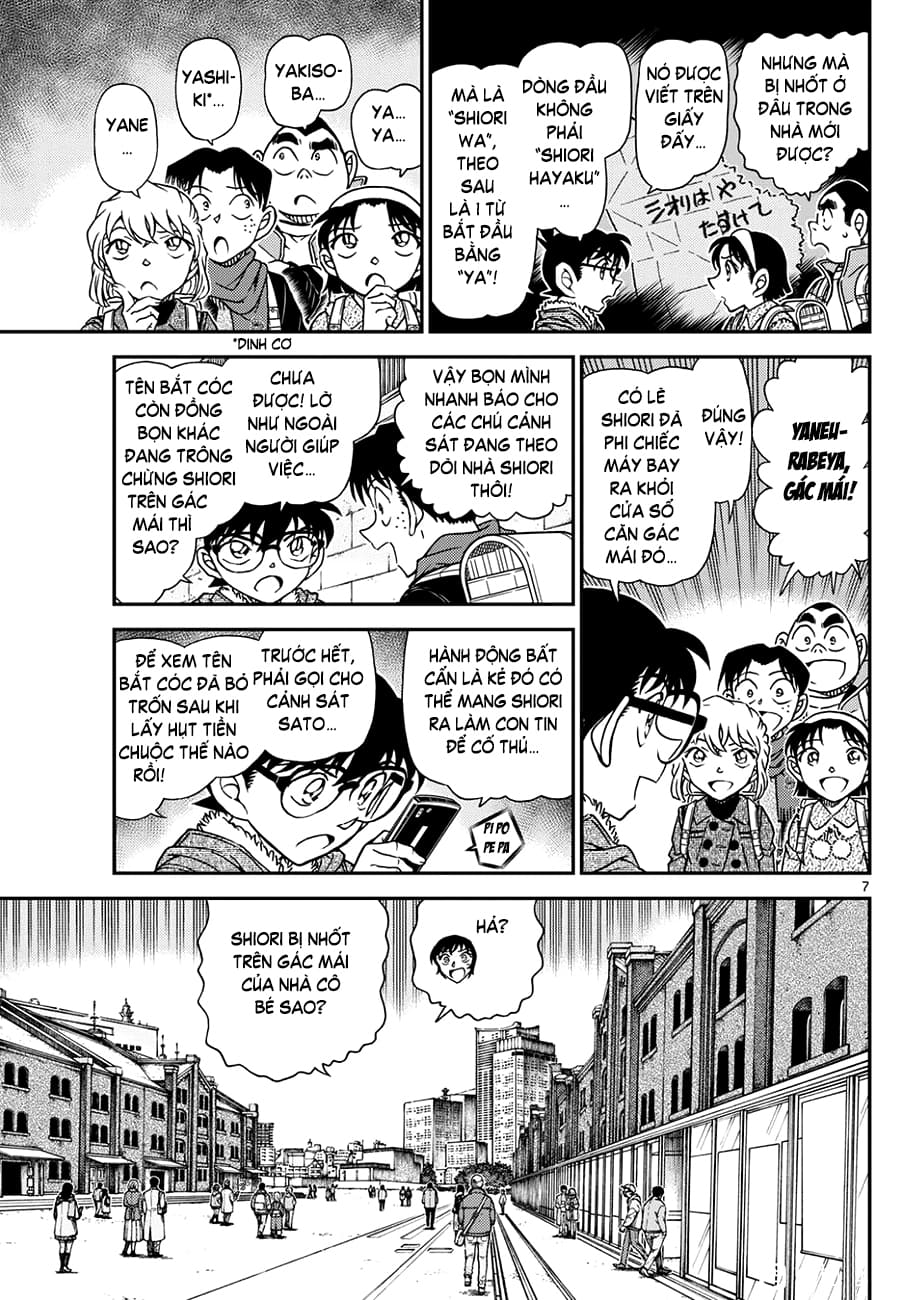 NHƯNG MÀ
BỊ NHỐT Ở
ĐÂU TRONG
NHÀ MỚI
ĐƯỢC?
NÓ ĐƯỢC
VIẾT TRÊN
GIẤY
ĐẤY...
シオリは や
たすけて
DÒNG ĐẦU
KHÔNG
PHẢI
"SHIORI
HAYAKU"
...
MÀ LÀ
"SHIORI
WA",
THEO
SAU
LÀ 1 TỪ
BẮT ĐẦU
BẰNG
"YA"!
YA...
YA...
YAKISO-
BA...
YASHI-
KI*...
YANE
...
*DINH CƠ
YANEU-
RABEYA,
GÁC MÁI!
ĐÚNG
VẬY!
CÓ LẼ
SHIORI ĐÃ
PHI CHIẾC
MÁY BAY
RA KHỎI
CỬA SỔ
CĂN GÁC
MÁI ĐÓ...
VẬY BỌN MÌNH
NHANH BÁO CHO
CÁC CHÚ CẢNH
SÁT ĐANG THEO
DÕI NHÀ SHIORI
THÔI!
CHƯA
ĐƯỢC! LỠ
NHƯ NGOÀI
NGƯỜI GIÚP
VIỆC...
TÊN BẮT CÓC
CÒN ĐỒNG
BỌN KHÁC
ĐANG TRÔNG
CHỪNG SHIORI
TRÊN GÁC
MÁI THÌ
SAO?
HÀNH ĐỘNG BẤT
CẨN LÀ KẺ ĐÓ CÓ
THỂ MANG SHIORI
RA LÀM CON TIN
ĐỂ CỐ THỦ...
TRƯỚC HẾT,
PHẢI GỌI CHO
CẢNH SÁT
SATO...
ĐỂ XEM TÊN
BẮT CÓC ĐÃ BỎ
TRỐN SAU KHI
LẤY HỤT TIỀN
CHUỘC THẾ NÀO
RỒI!
PI PO
PE PA
7
HẢ?
SHIORI BỊ NHỐT
TRÊN GÁC MÁI
CỦA NHÀ CÔ
BÉ SAO?